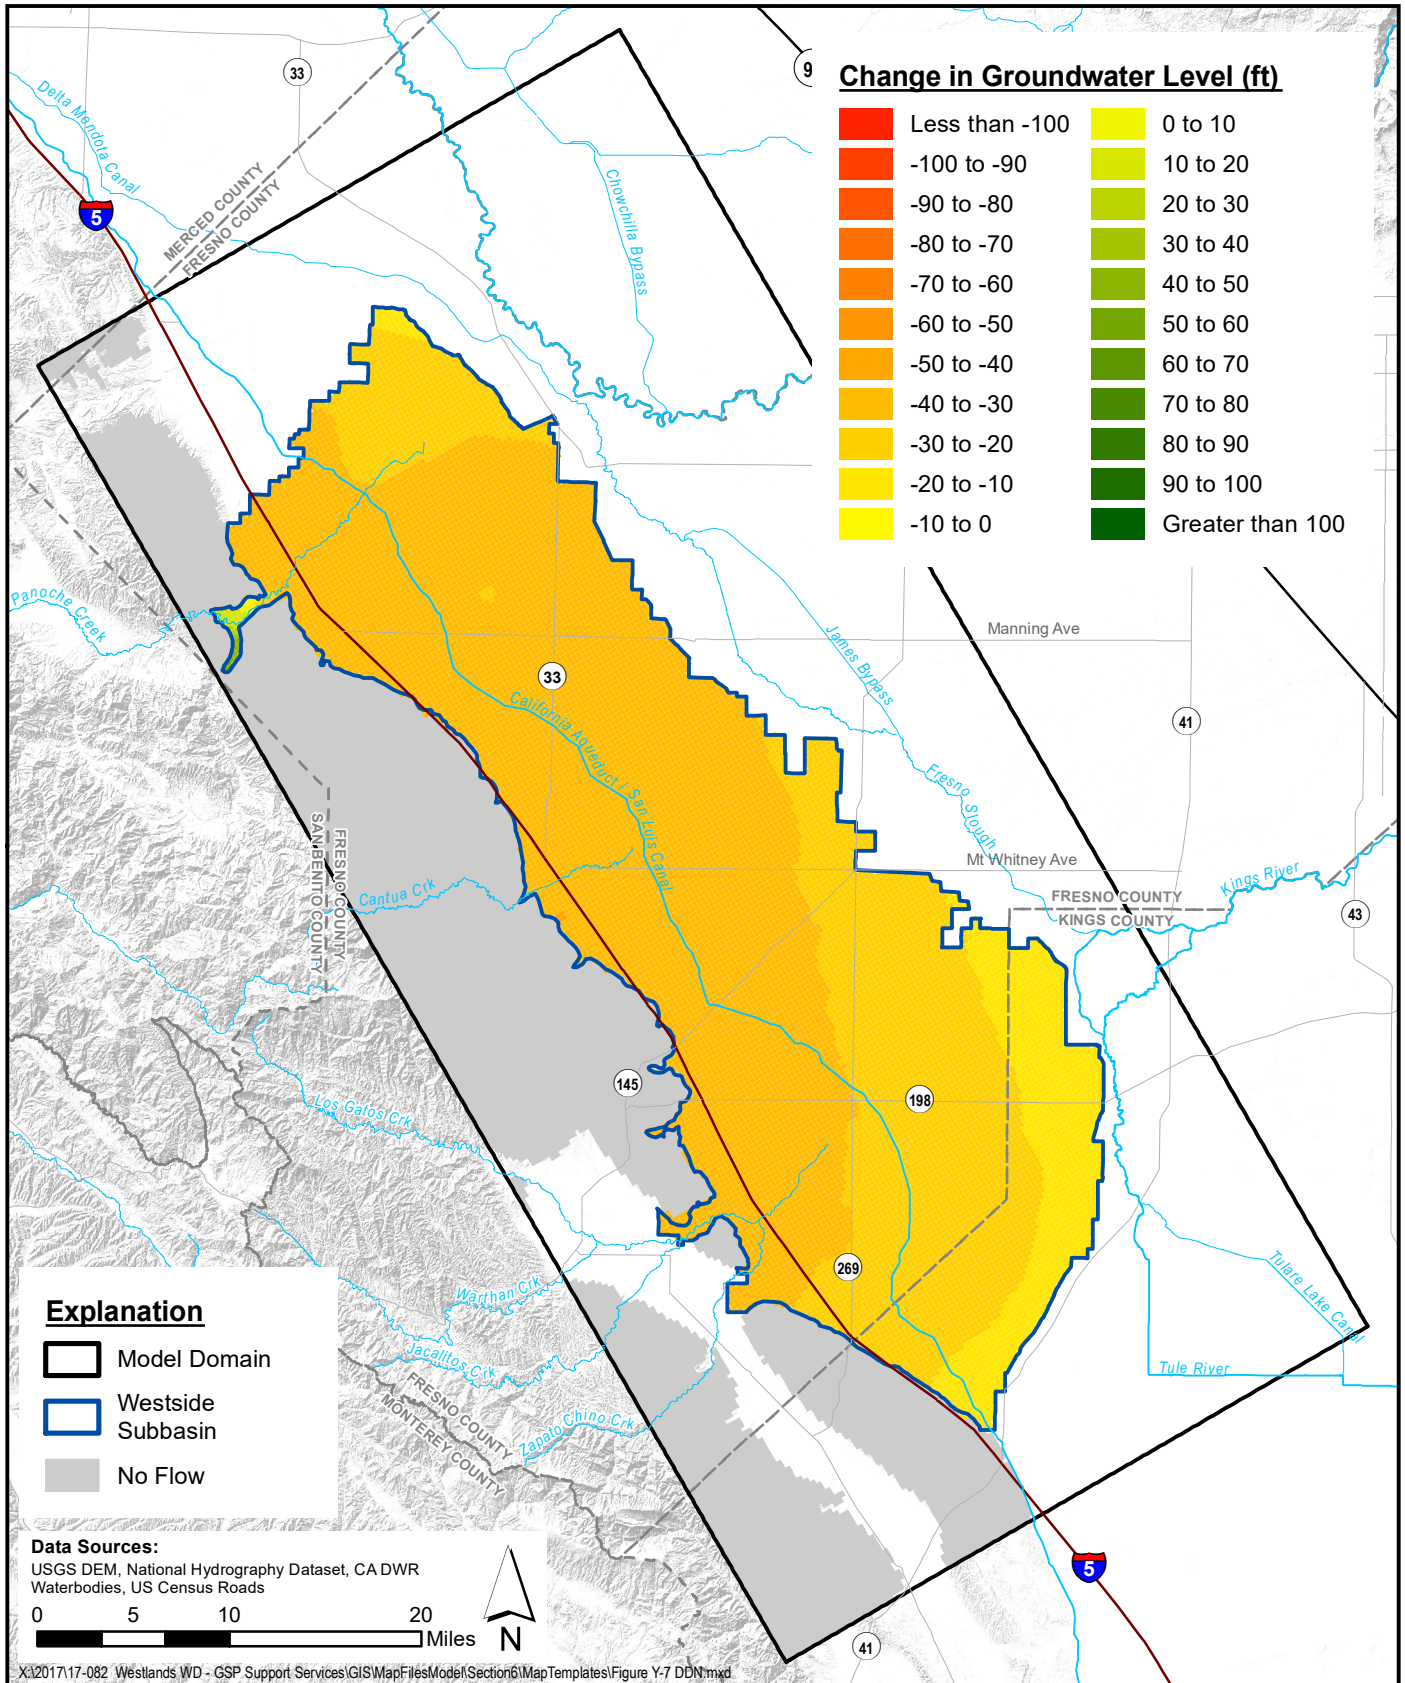 33
9
Delta Mendota Canal
5
MERCED COUNTY
FRESNO COUNTY
Chowchilla Bypass
Change in Groundwater Level (ft)
Less than -100
-100 to -90
-90 to -80
-80 to -70
-70 to -60
-60 to -50
-50 to -40
-40 to -30
-30 to -20
-20 to -10
-10 to 0
0 to 10
10 to 20
20 to 30
30 to 40
40 to 50
50 to 60
60 to 70
70 to 80
80 to 90
90 to 100
Greater than 100
Panoche Creek
Manning Ave
James Bypass
33
41
California Aqueduct / San Luis Canal
Fresno Slough
SAN BENITO COUNTY
FRESNO COUNTY
Mt Whitney Ave
Kings River
Cantua Crk
FRESNO COUNTY
KINGS COUNTY
43
145
198
Los Gatos Crk
269
Tulare Lake Canal
Warthan Crk
Jacalitos Crk
Tule River
FRESNO COUNTY
MONTEREY COUNTY
Zapato Chino Crk
Explanation
Model Domain
Westside
Subbasin
No Flow
Data Sources:
USGS DEM, National Hydrography Dataset, CA DWR
Waterbodies, US Census Roads
0 5 10 20
Miles
N
5
41
X:\2017\17-082 Westlands WD - GSP Support Services\GIS\MapFilesModel\Section6\MapTemplates\Figure Y-7 DDN.mxd